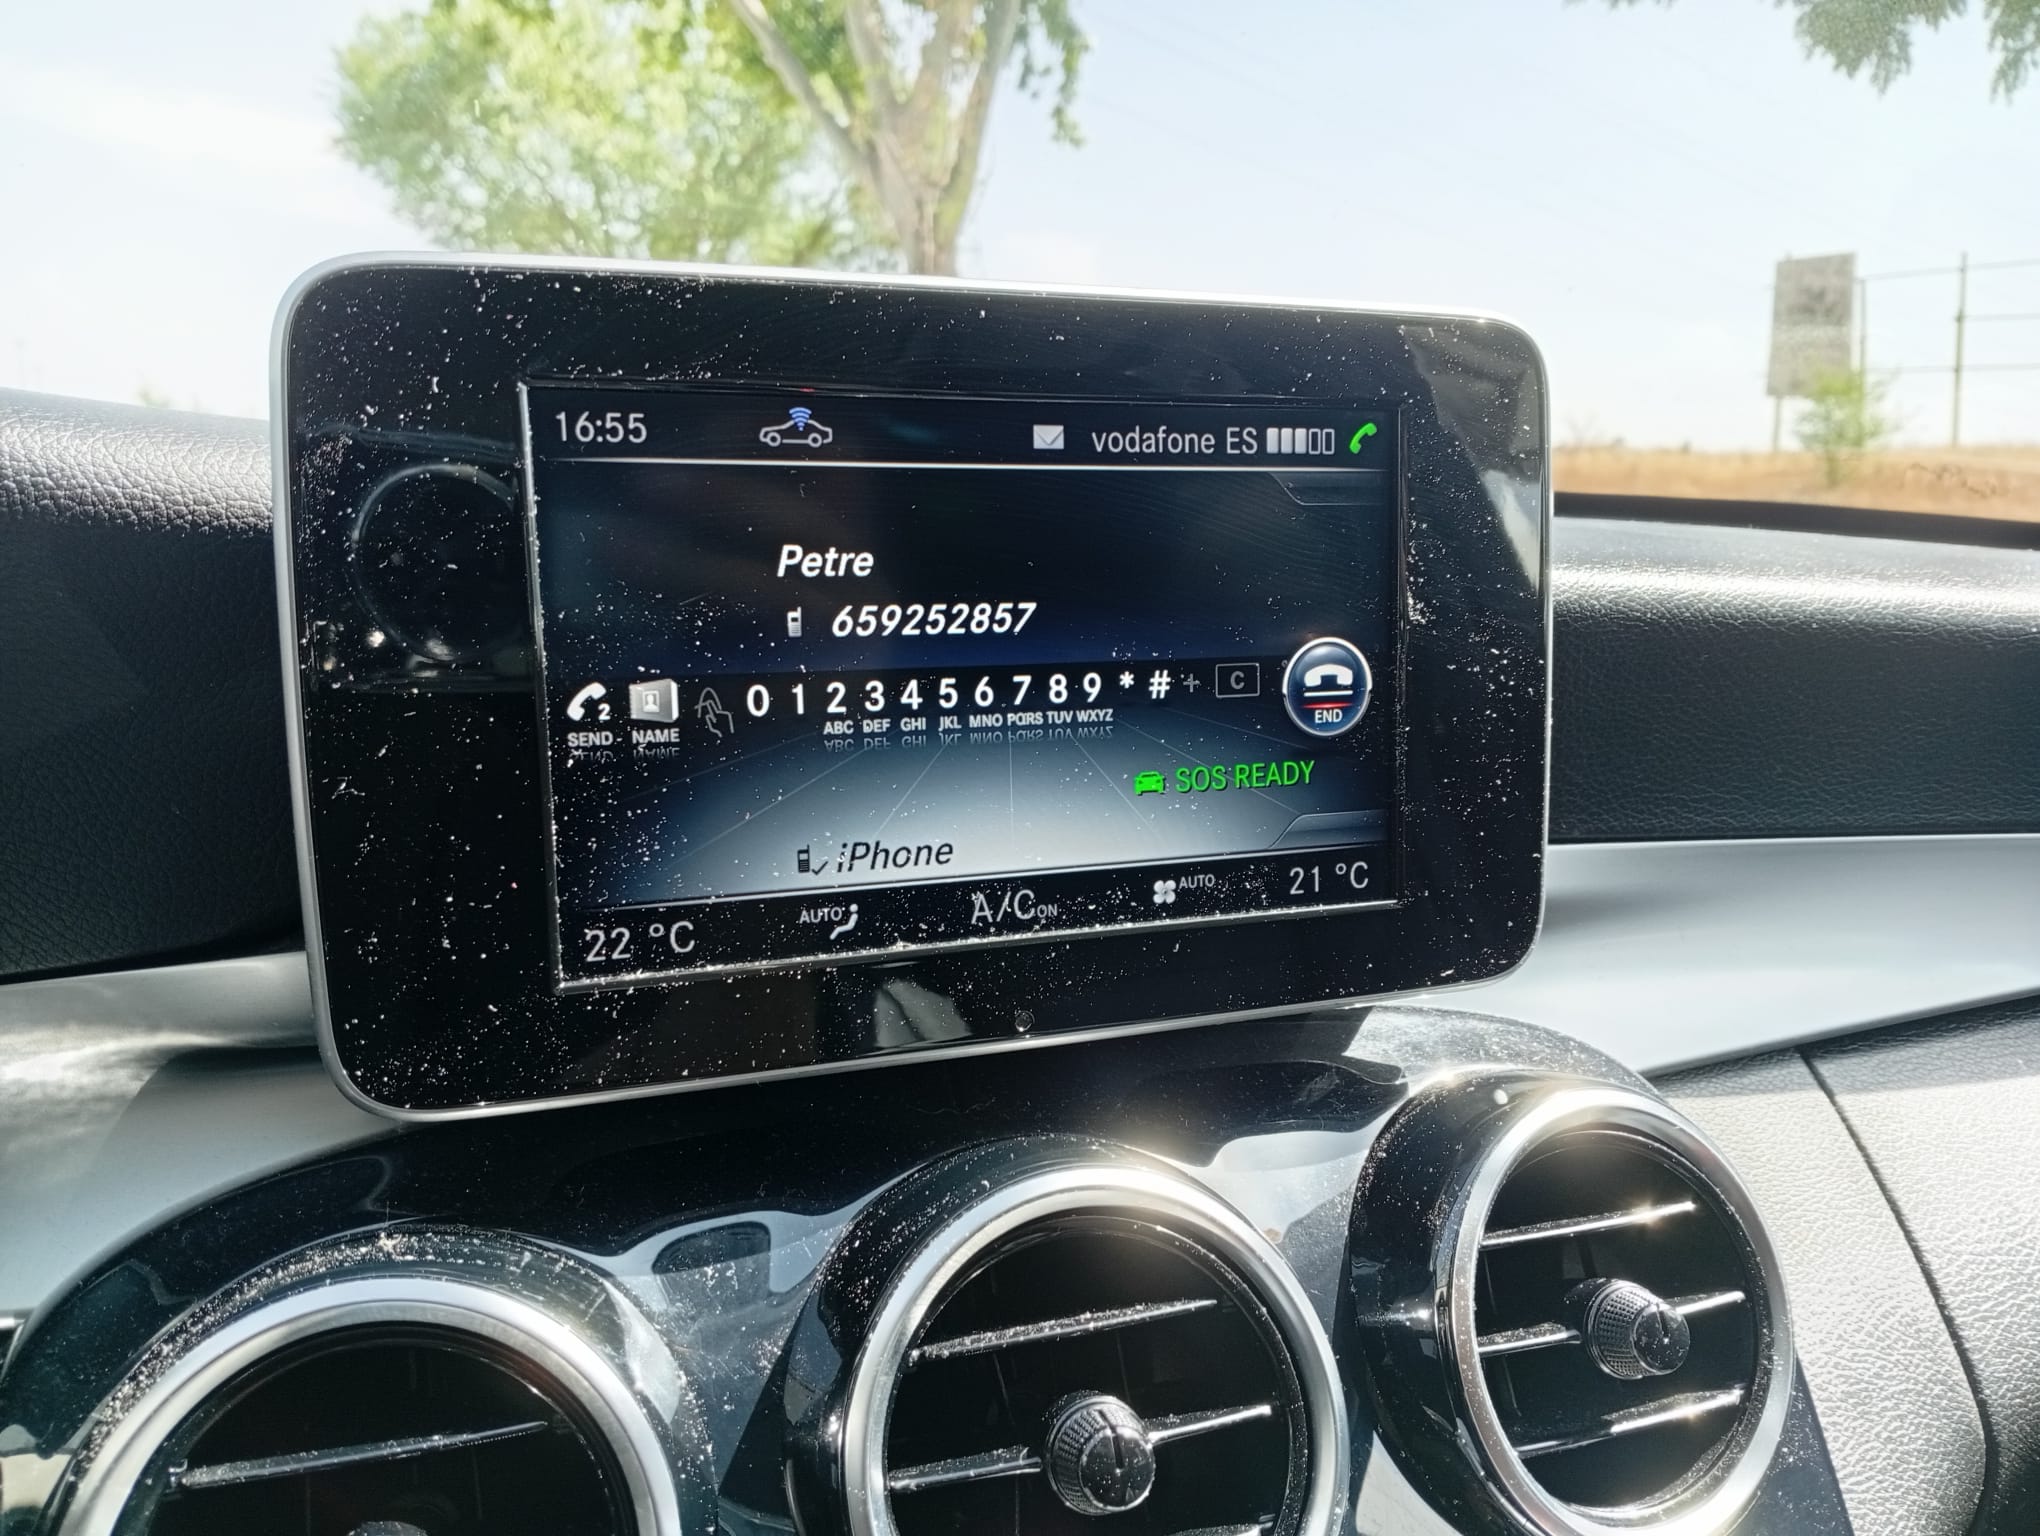 16:55 vodafone ES
Petre
659252857
0 1 2 3 4 5 6 7 8 9 * # + C
ABC DEF GHI JKL MNO PQRS TUV WXYZ
2
SEND NAME
END
SOS READY
iPhone
22 °C AUTO A/C ON AUTO 21 °C